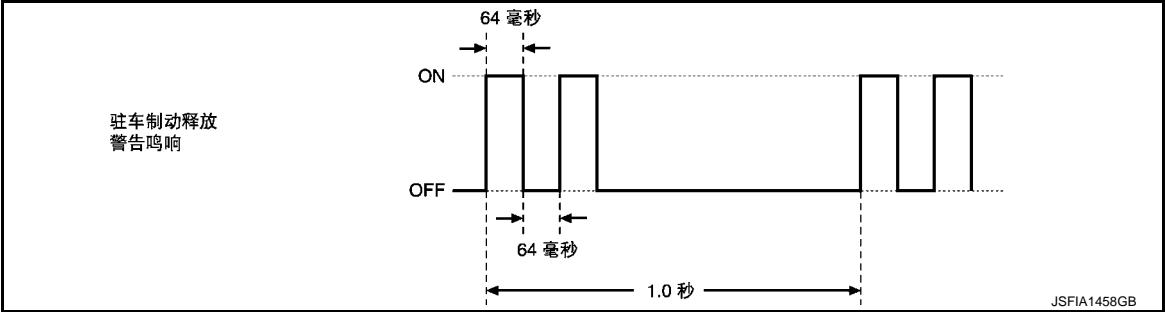 64 毫秒
ON
驻车制动释放
警告鸣响
OFF
64 毫秒
1.0 秒
JSFIA1458GB